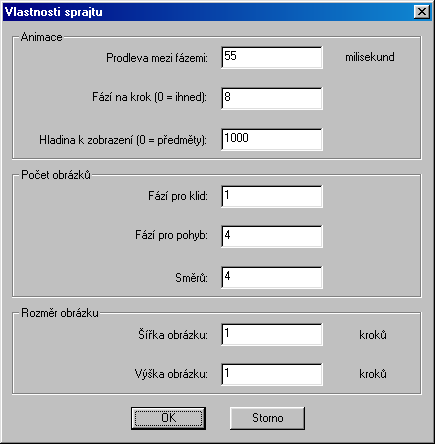 Vlastnosti sprajtu
Animace
Prodleva mezi fázemi: 55 milisekund
Fází na krok (0 = ihned): 8
Hladina k zobrazení (0 = předměty): 1000
Počet obrázků
Fází pro klid: 1
Fází pro pohyb: 4
Směrů: 4
Rozměr obrázku
Šířka obrázku: 1 kroků
Výška obrázku: 1 kroků
OK Storno